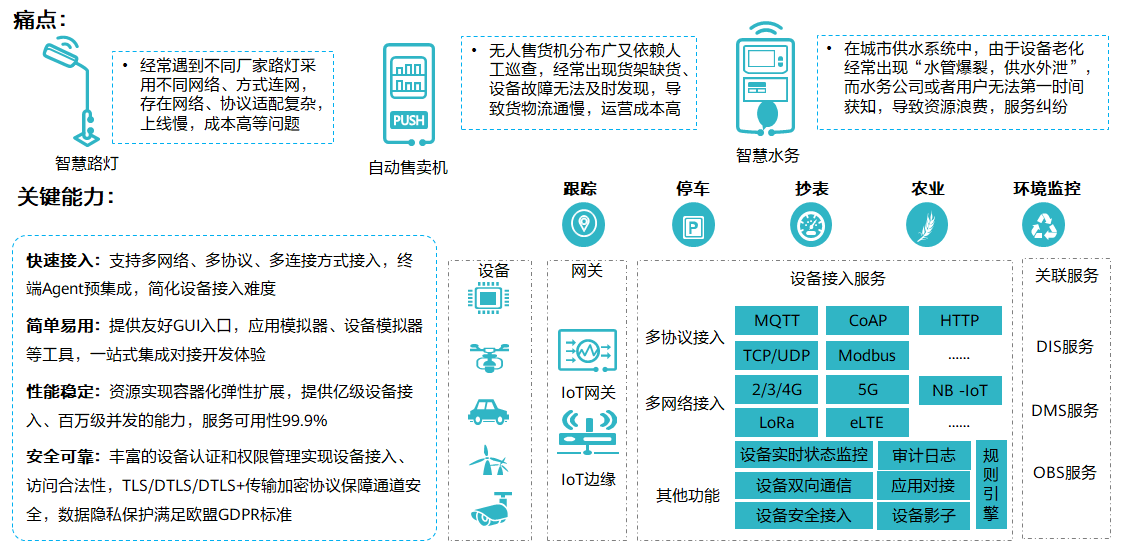 痛点：
• 经常遇到不同厂家路灯采
用不同网络、方式连网，
存在网络、协议适配复杂，
上线慢，成本高等问题
智慧路灯
PUSH
自动售卖机
• 无人售货机分布广又依赖人
工巡查，经常出现货架缺货、
设备故障无法及时发现，导
致货物流通慢，运营成本高
智慧水务
• 在城市供水系统中，由于设备老化
经常出现“水管爆裂，供水外泄”，
而水务公司或者用户无法第一时间
获知，导致资源浪费，服务纠纷
关键能力：
跟踪
停车
抄表
农业
环境监控
P
快速接入：支持多网络、多协议、多连接方式接入，终
端Agent预集成，简化设备接入难度
简单易用：提供友好GUI入口，应用模拟器、设备模拟器
等工具，一站式集成对接开发体验
性能稳定：资源实现容器化弹性扩展，提供亿级设备接
入、百万级并发的能力，服务可用性99.9%
安全可靠：丰富的设备认证和权限管理实现设备接入、
访问合法性，TLS/DTLS/DTLS+传输加密协议保障通道安
全，数据隐私保护满足欧盟GDPR标准
设备
网关
IoT网关
IoT边缘
设备接入服务
多协议接入
MQTT
CoAP
HTTP
TCP/UDP
Modbus
......
多网络接入
2/3/4G
5G
NB -IoT
LoRa
eLTE
......
其他功能
设备实时状态监控
审计日志
设备双向通信
应用对接
设备安全接入
设备影子
规则引擎
关联服务
DIS服务
DMS服务
OBS服务